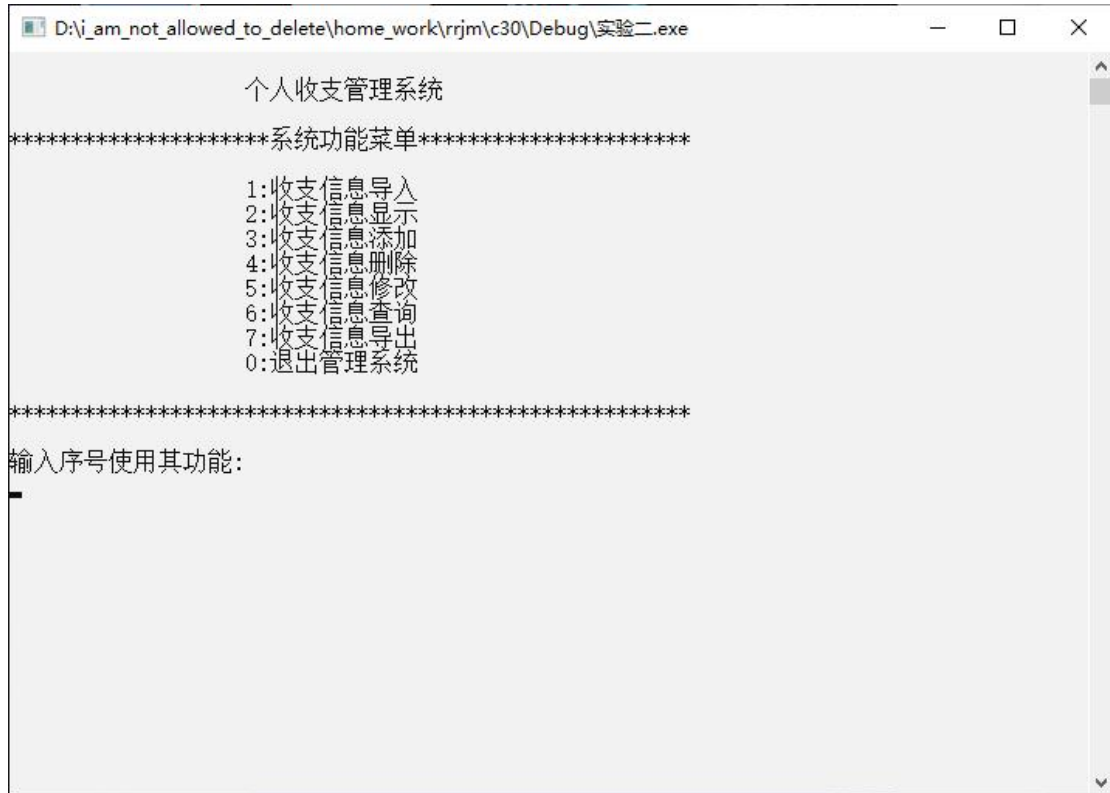 D:\i_am_not_allowed_to_delete\home_work\rrjm\c30\Debug\实验二.exe
个人收支管理系统
*********************系统功能菜单**********************
1:收支信息导入
2:收支信息显示
3:收支信息添加
4:收支信息删除
5:收支信息修改
6:收支信息查询
7:收支信息导出
0:退出管理系统
*******************************************************
输入序号使用其功能: